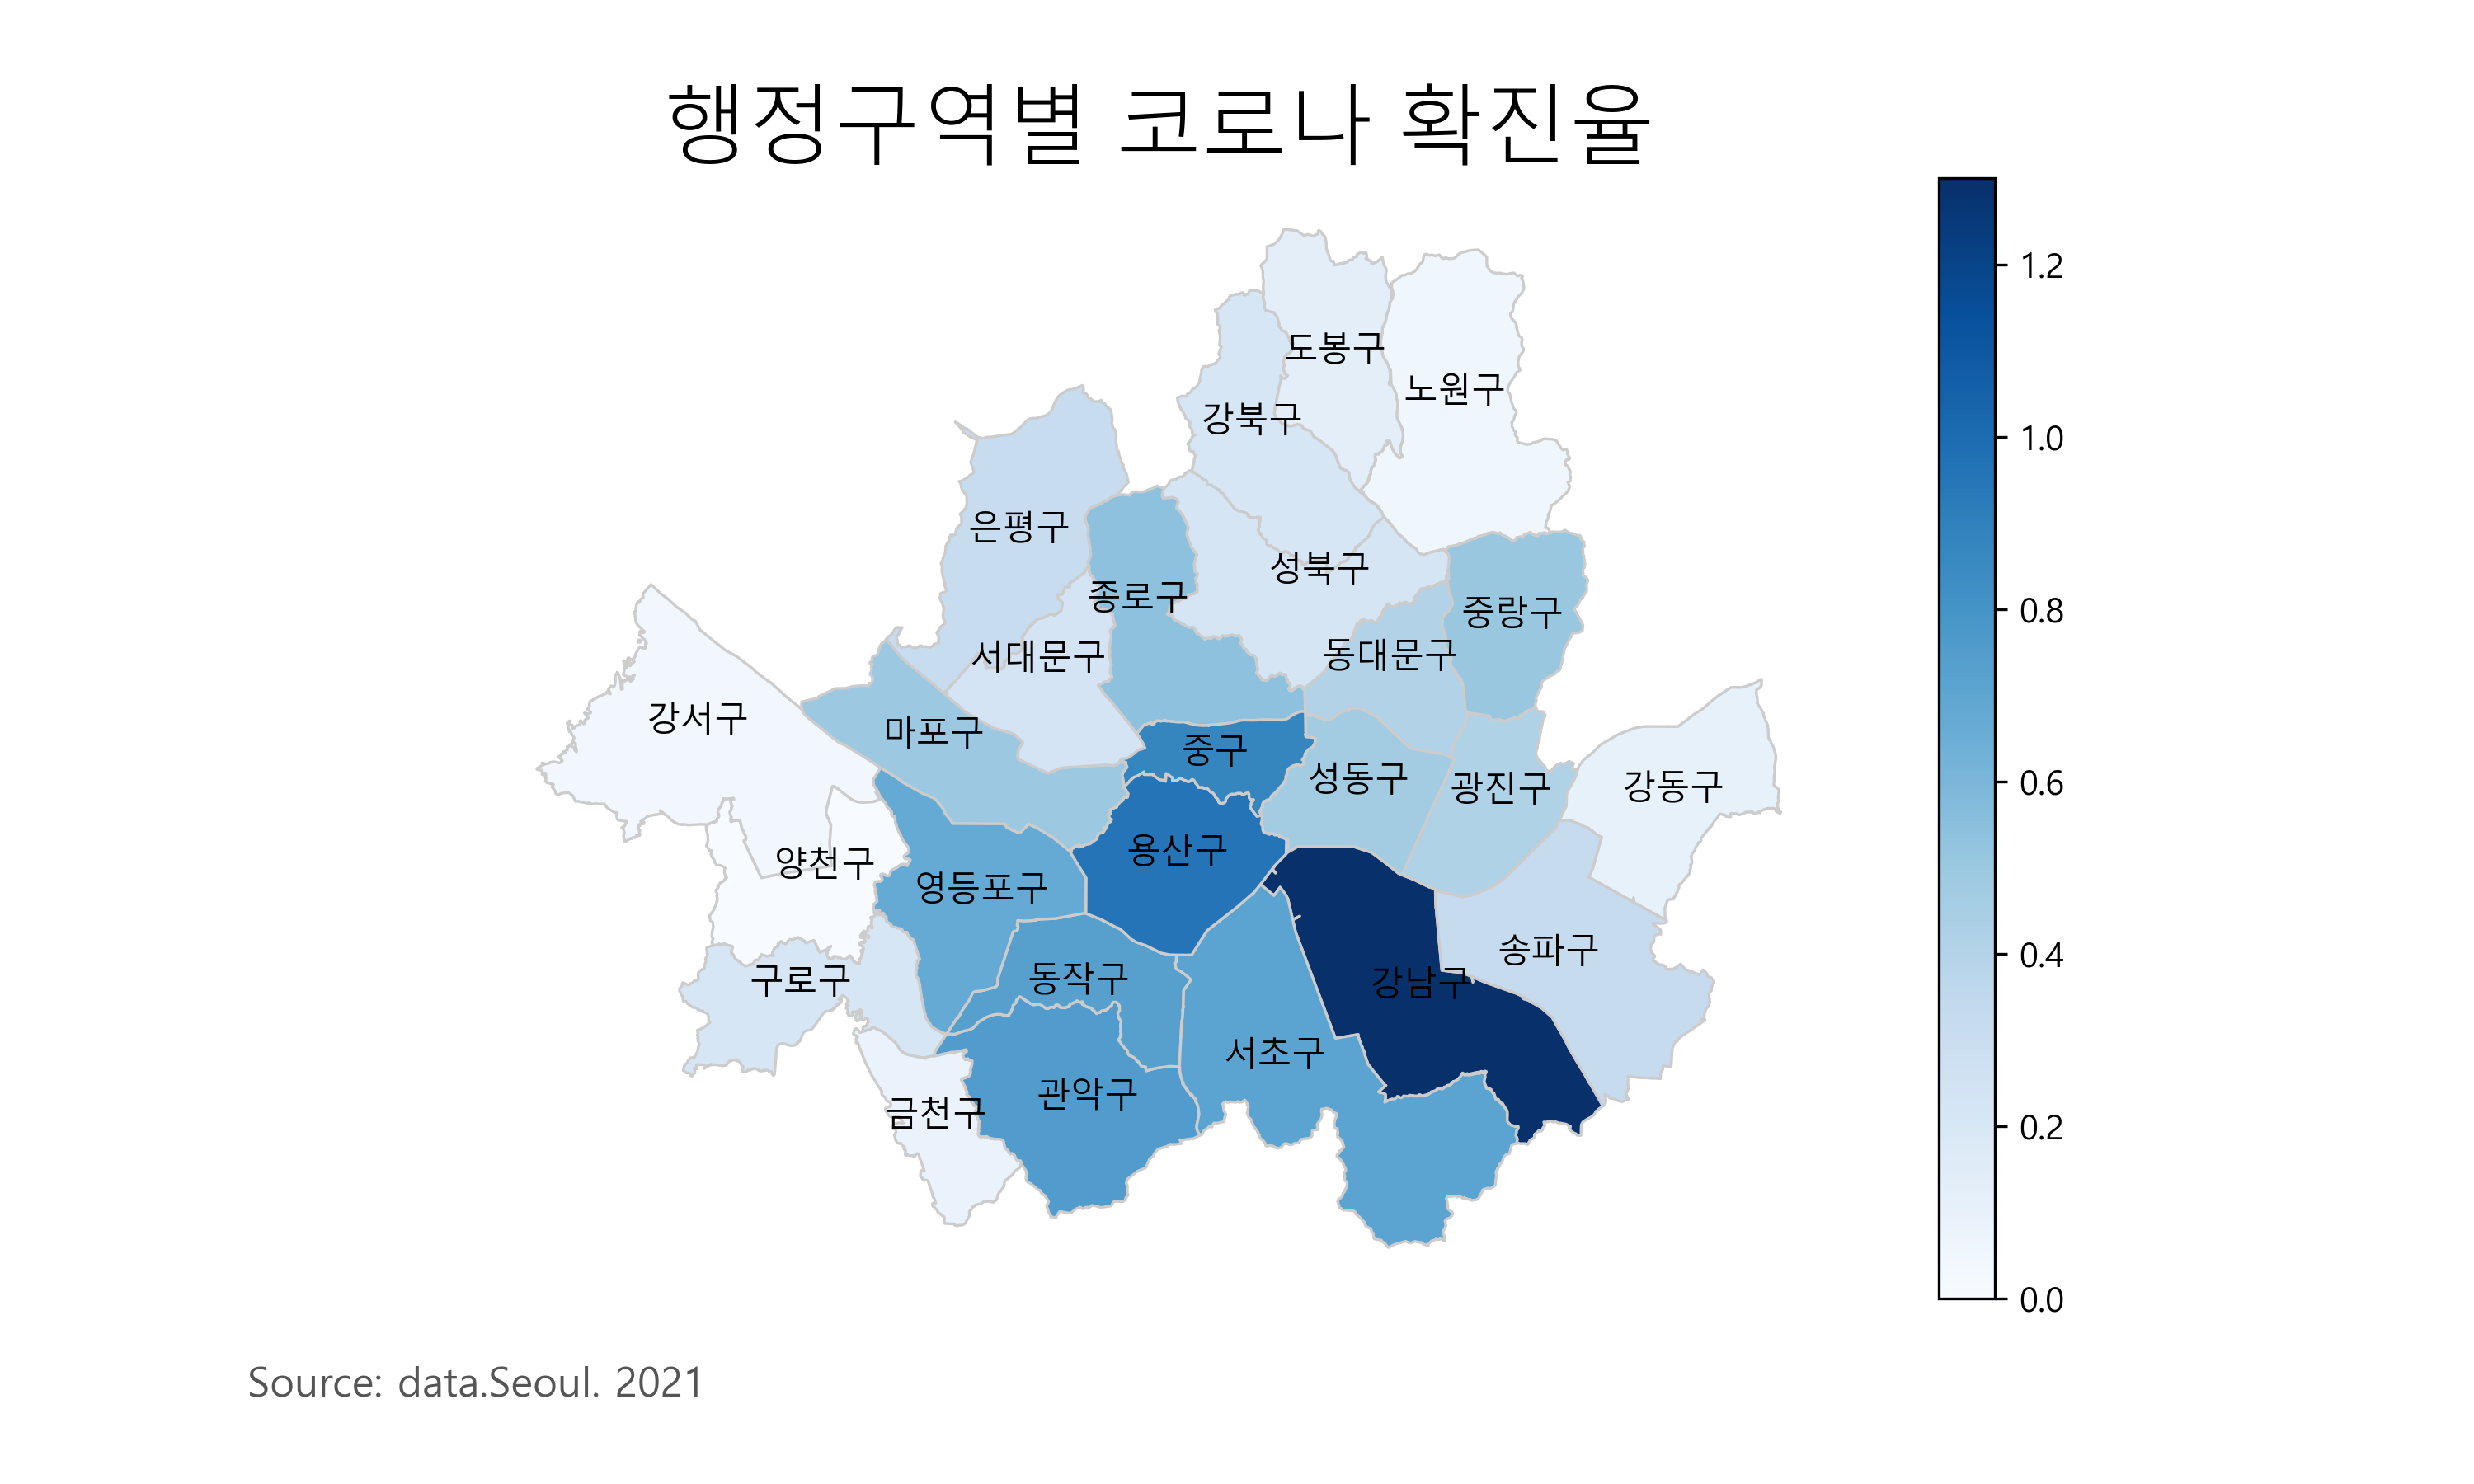 행정구역별 코로나 확진율
1.2
1.0
0.8
0.6
0.4
0.2
0.0
도봉구
노원구
강북구
은평구
성북구
종로구
중랑구
서대문구
동대문구
강서구
마포구
중구
성동구
광진구
강동구
용산구
양천구
영등포구
송파구
구로구
동작구
강남구
서초구
관악구
금천구
Source: data.Seoul. 2021